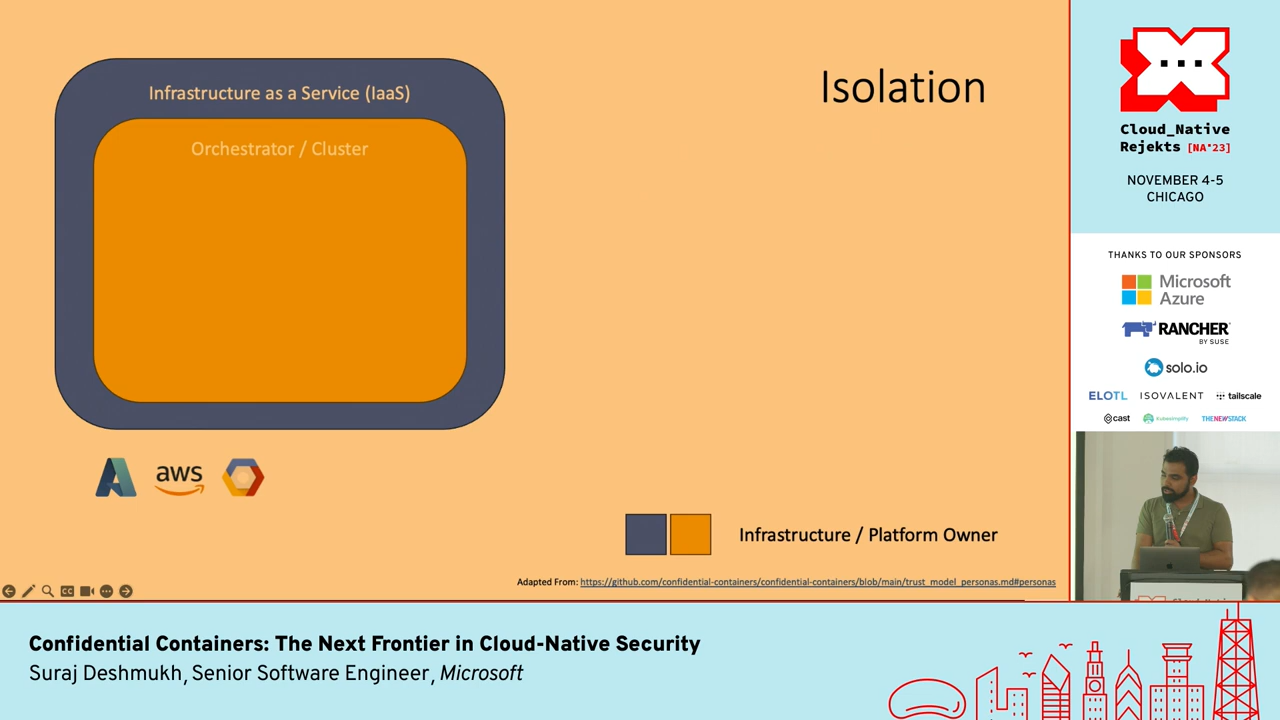 Infrastructure as a Service (IaaS)
Orchestrator / Cluster
Isolation
aws
Infrastructure / Platform Owner
Adapted From: https://github.com/confidential-containers/confidential-containers/blob/main/trust_model_personas.md#personas
Cloud_Native
Rejekts [NA'23]
NOVEMBER 4-5
CHICAGO
THANKS TO OUR SPONSORS
Microsoft
Azure
RANCHER
BY SUSE
solo.io
ELOTL ISOVALENT tailscale
cast kubesimplify THENEWSTACK
CC
Confidential Containers: The Next Frontier in Cloud-Native Security
Suraj Deshmukh, Senior Software Engineer, Microsoft